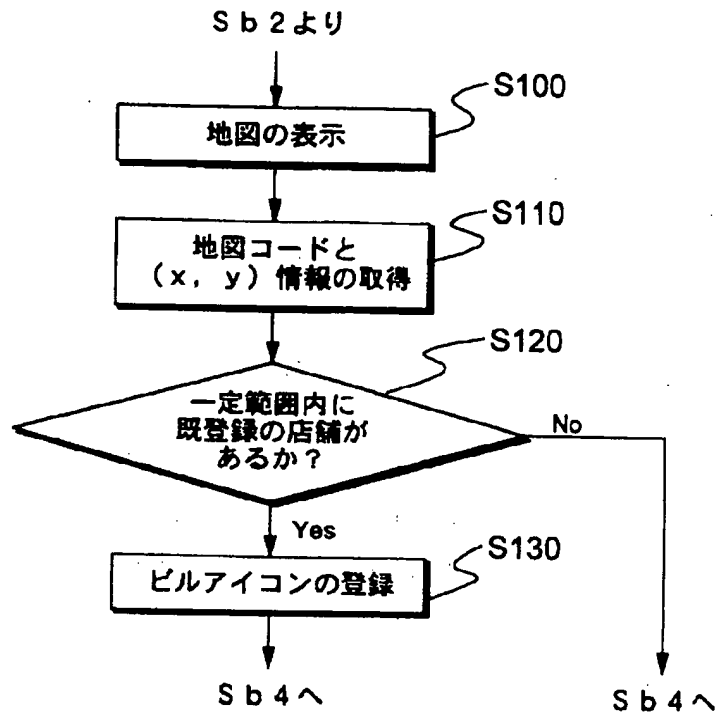 Ｓｂ２より
S100
地図の表示
S110
地図コードと
（ｘ，ｙ）情報の取得
S120
一定範囲内に
既登録の店舗が
あるか？
No
Yes
S130
ビルアイコンの登録
Ｓｂ４へ
Ｓｂ４へ